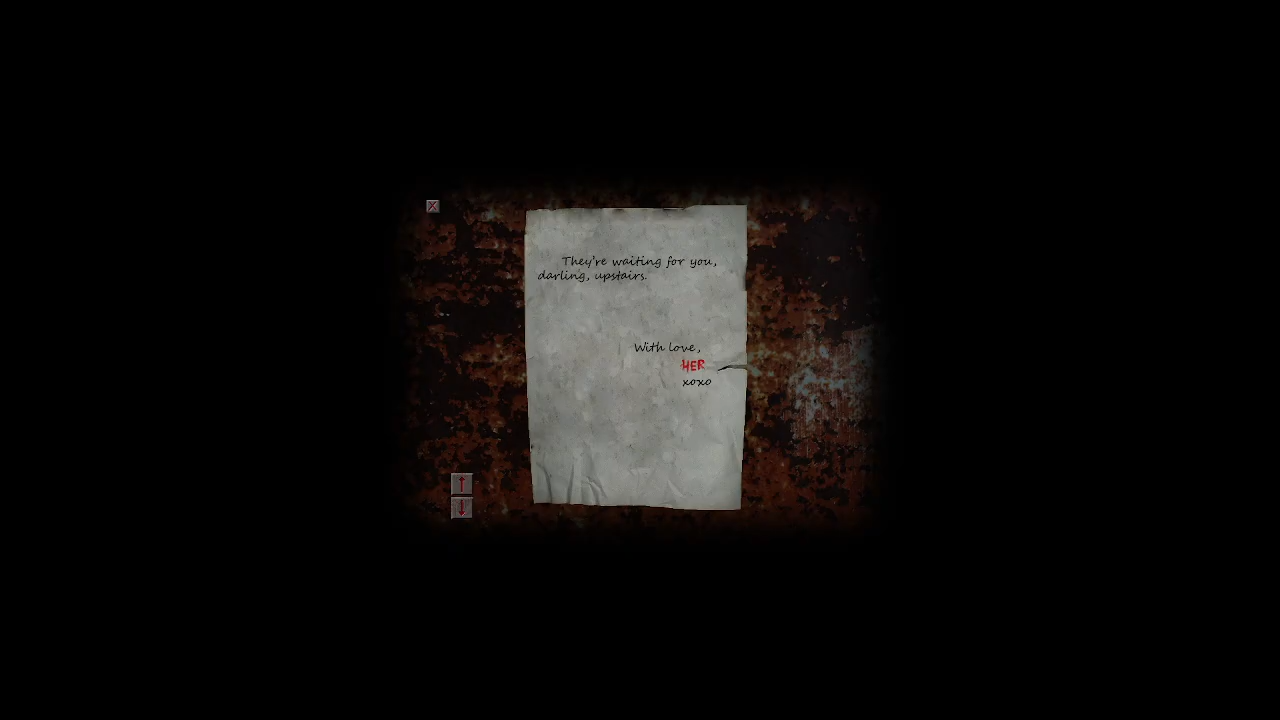 They're waiting for you,
darling, upstairs.
With love,
HER
xoxo